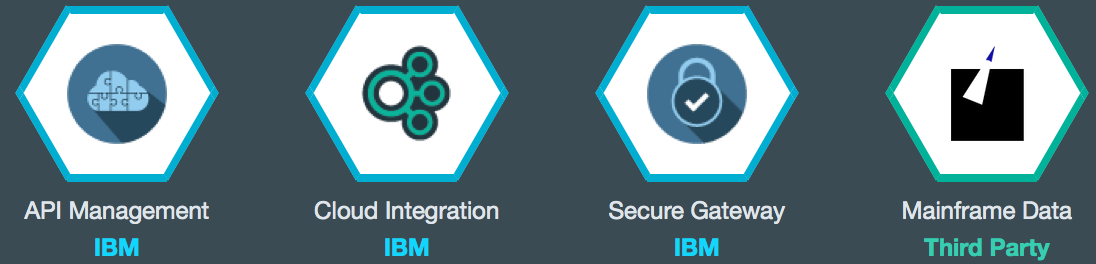 API Management
IBM
Cloud Integration
IBM
Secure Gateway
IBM
Mainframe Data
Third Party